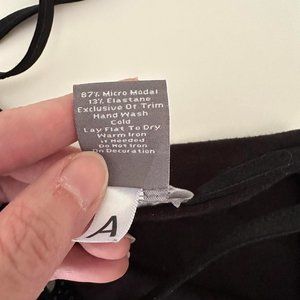 87% Micro Modal
13% Elastane
Exclusive Of Trim
Hand Wash
Cold
Lay Flat To Dry
Warm Iron
If Needed
Do Not Iron
On Decoration
A